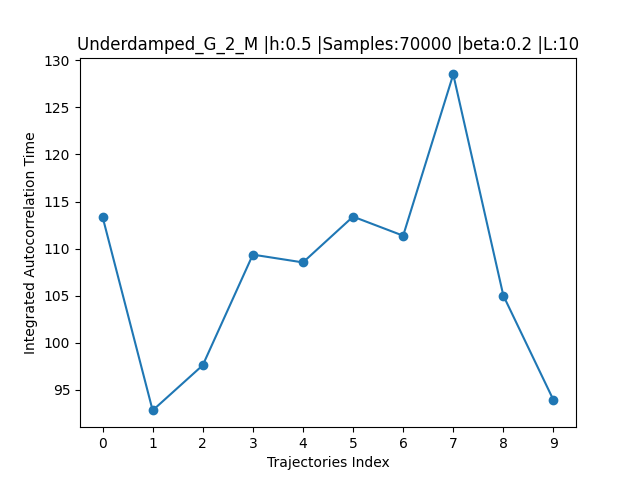 Underdamped_G_2_M |h:0.5 |Samples:70000 |beta:0.2 |L:10
130
125
120
115
110
105
100
95
Integrated Autocorrelation Time
0 1 2 3 4 5 6 7 8 9
Trajectories Index